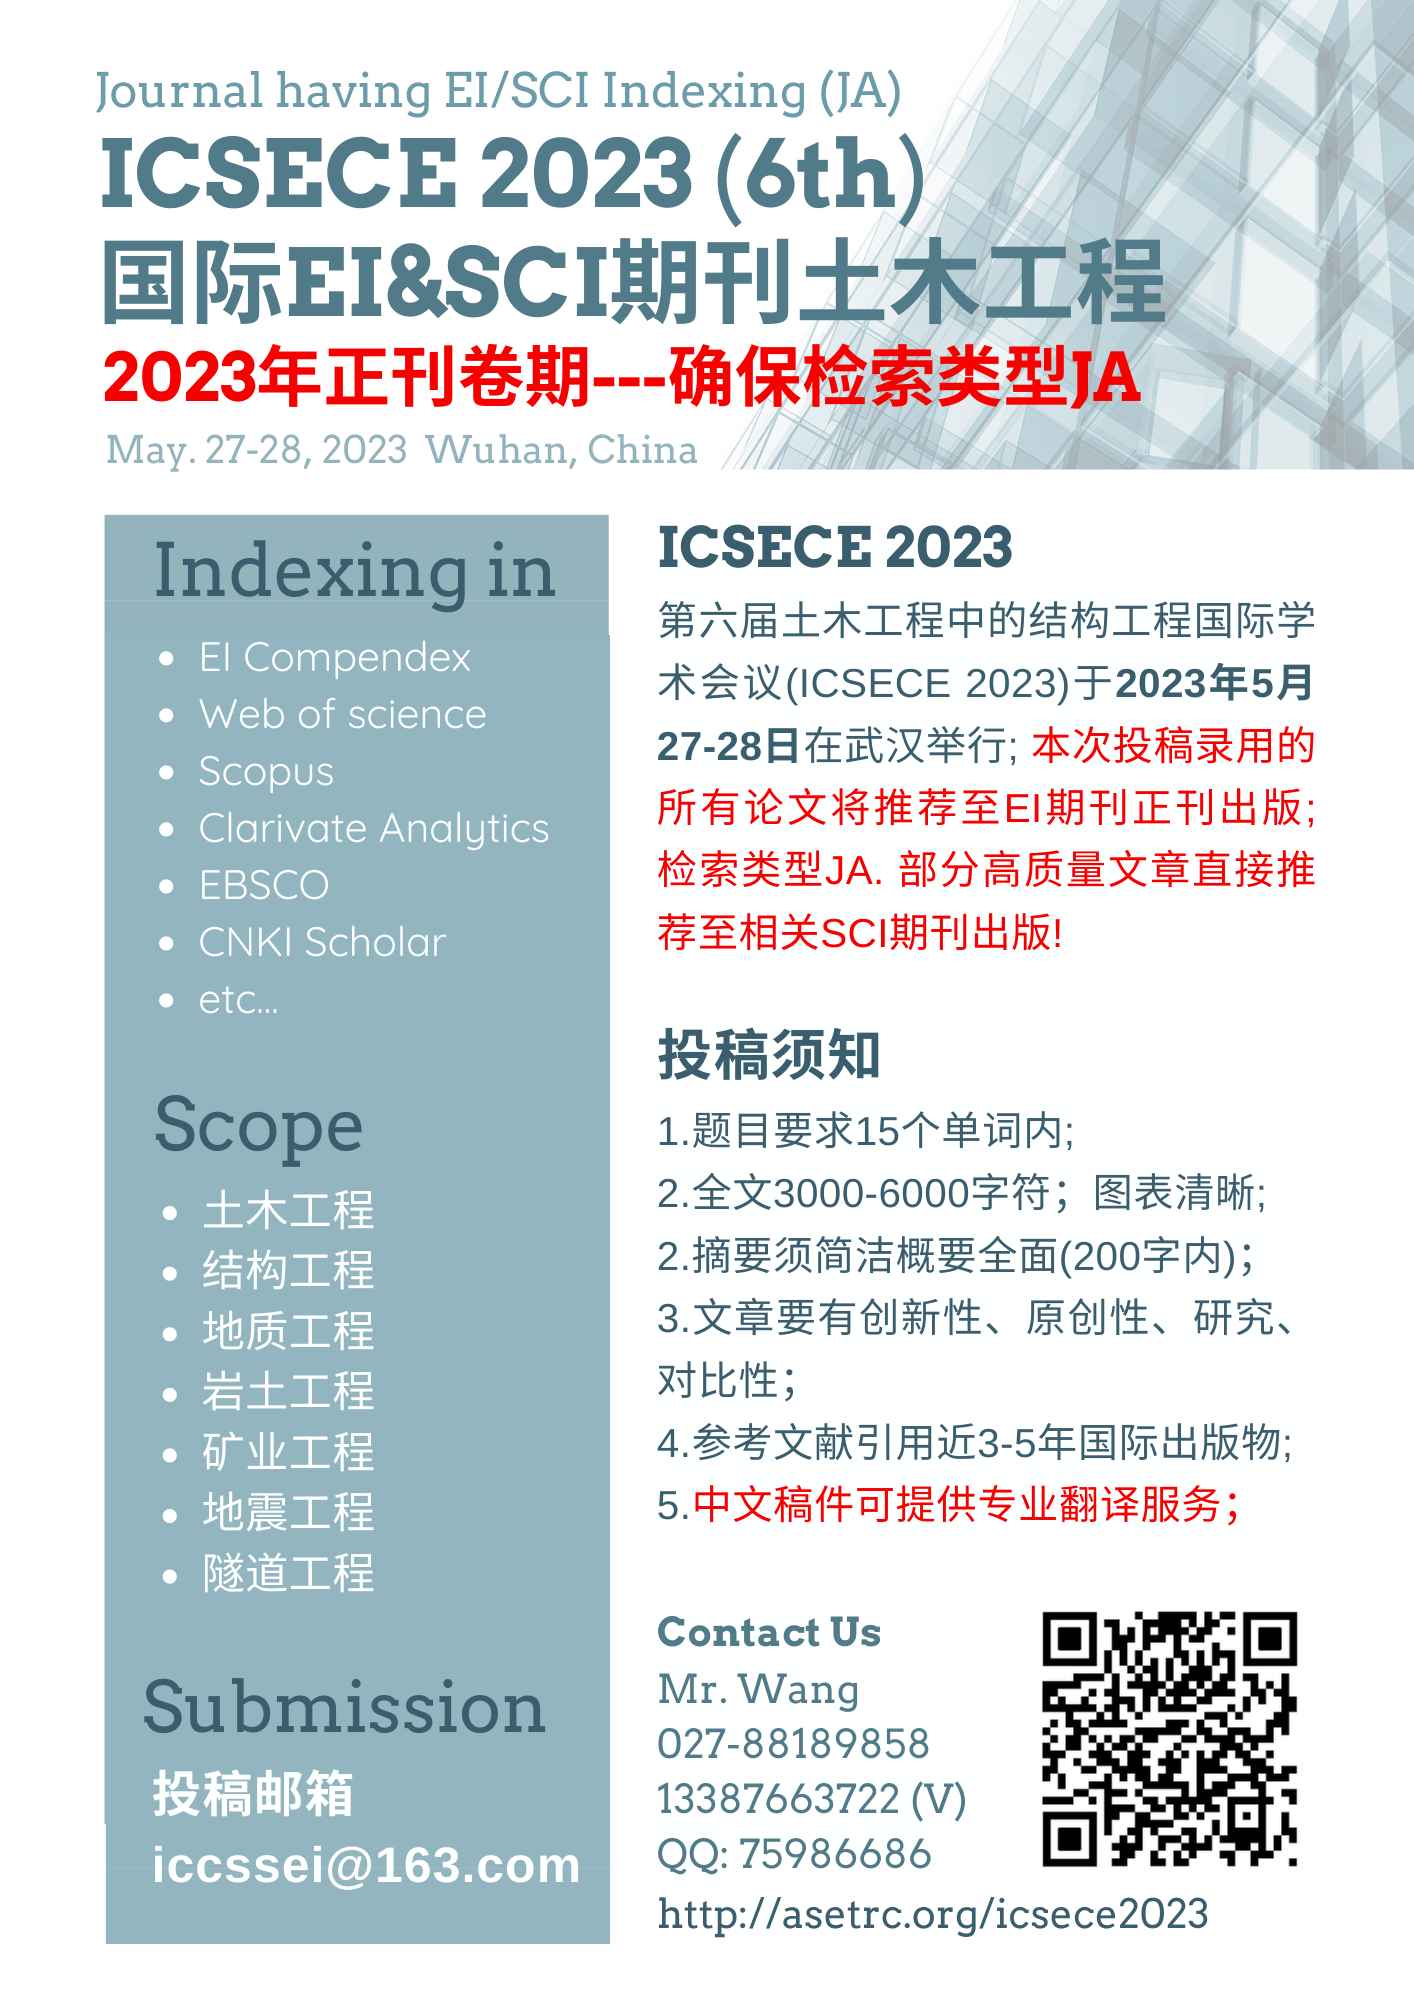 Journal having EI/SCI Indexing (JA)
ICSECE 2023 (6th)
国际EI&SCI期刊土木工程
2023年正刊卷期---确保检索类型JA
May. 27-28, 2023 Wuhan, China
Indexing in
EI Compendex
Web of science
Scopus
Clarivate Analytics
EBSCO
CNKI Scholar
etc...
Scope
土木工程
结构工程
地质工程
岩土工程
矿业工程
地震工程
隧道工程
Submission
投稿邮箱
iccssei@163.com
ICSECE 2023
第六届土木工程中的结构工程国际学
术会议(ICSECE 2023)于2023年5月
27-28日在武汉举行; 本次投稿录用的
所有论文将推荐至EI期刊正刊出版;
检索类型JA. 部分高质量文章直接推
荐至相关SCI期刊出版!
投稿须知
1.题目要求15个单词内;
2.全文3000-6000字符；图表清晰;
2.摘要须简洁概要全面(200字内)；
3.文章要有创新性、原创性、研究、
对比性；
4.参考文献引用近3-5年国际出版物;
5.中文稿件可提供专业翻译服务；
Contact Us
Mr. Wang
027-88189858
13387663722 (V)
QQ: 75986686
http://asetrc.org/icsece2023